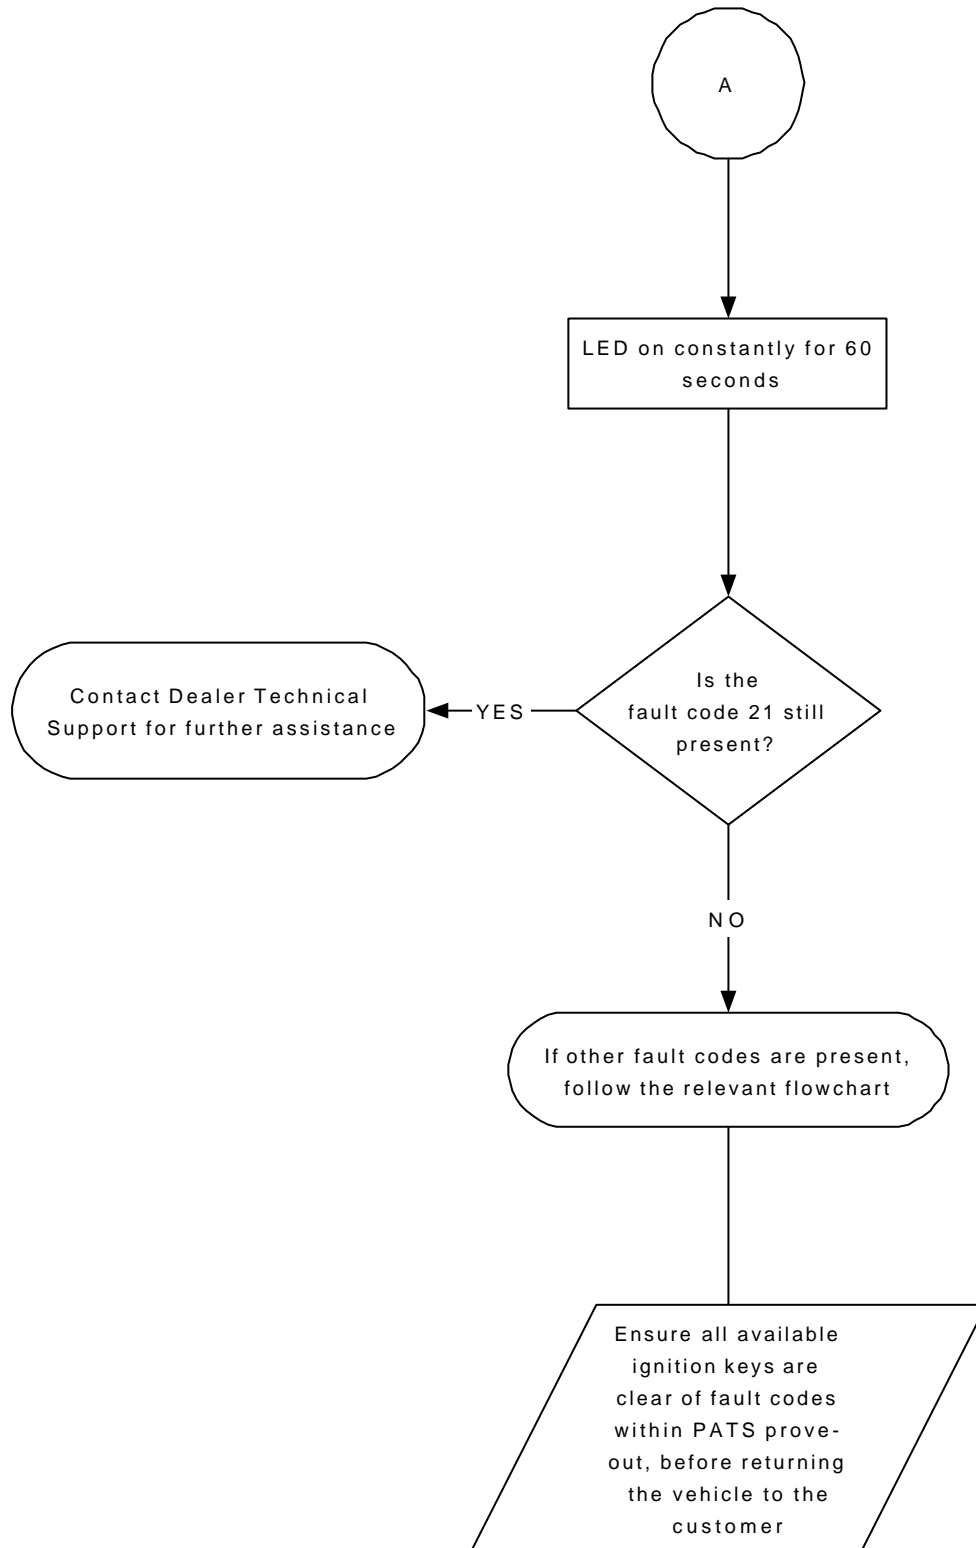 A
LED on constantly for 60
seconds
Is the
fault code 21 still
present?
YES
Contact Dealer Technical
Support for further assistance
NO
If other fault codes are present,
follow the relevant flowchart
Ensure all available
ignition keys are
clear of fault codes
within PATS prove-
out, before returning
the vehicle to the
customer